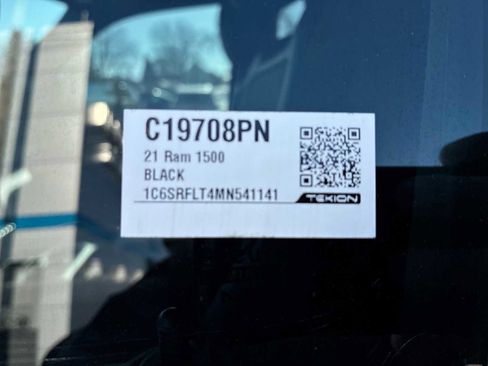 C19708PN
21 Ram 1500
BLACK
1C6SRFLT4MN541141
TEKION